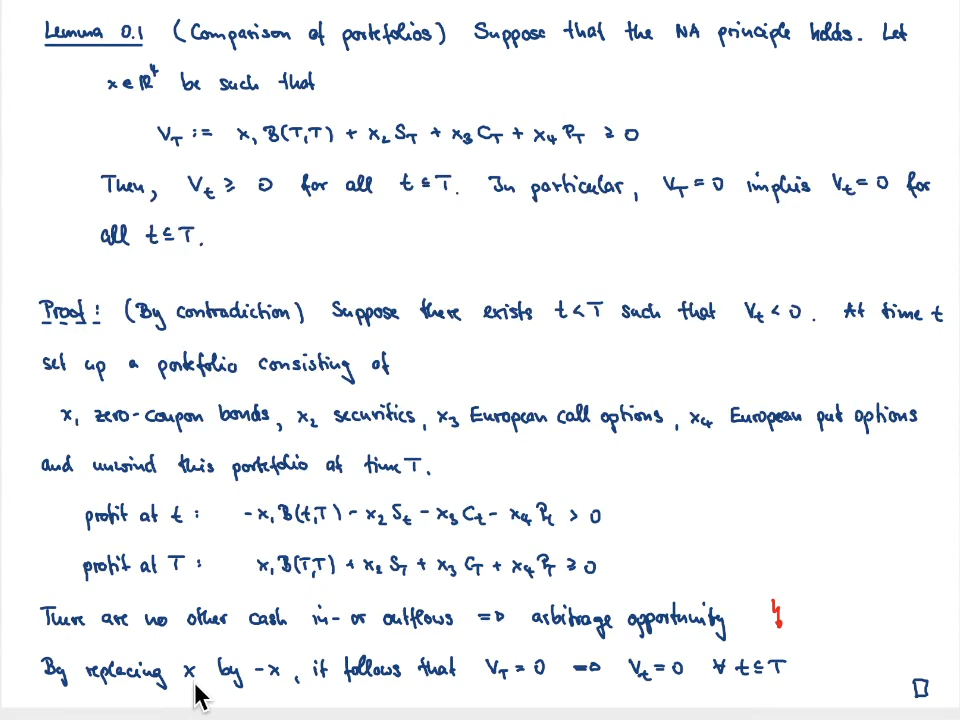 Lemma 0.1 (Comparison of portfolios) Suppose that the NA principle holds. Let
x ∈ ℝ⁴ be such that
V_T := x₁ B(T,T) + x₂ S_T + x₃ C_T + x₄ P_T ≥ 0
Then, V_t ≥ 0 for all t ≤ T. In particular, V_T = 0 implies V_t = 0 for
all t ≤ T.
Proof: (By contradiction) Suppose there exists t < T such that V_t < 0. At time t
set up a portfolio consisting of
x₁ zero-coupon bonds, x₂ securities, x₃ European call options, x₄ European put options
and unwind this portfolio at time T.
profit at t: -x₁ B(t,T) - x₂ S_t - x₃ C_t - x₄ P_t > 0
profit at T: x₁ B(T,T) + x₂ S_T + x₃ C_T + x₄ P_T ≥ 0
There are no other cash in- or outflows ⇒ arbitrage opportunity ↯
By replacing x by -x, it follows that V_T = 0 ⇒ V_t = 0 ∀ t ≤ T
□